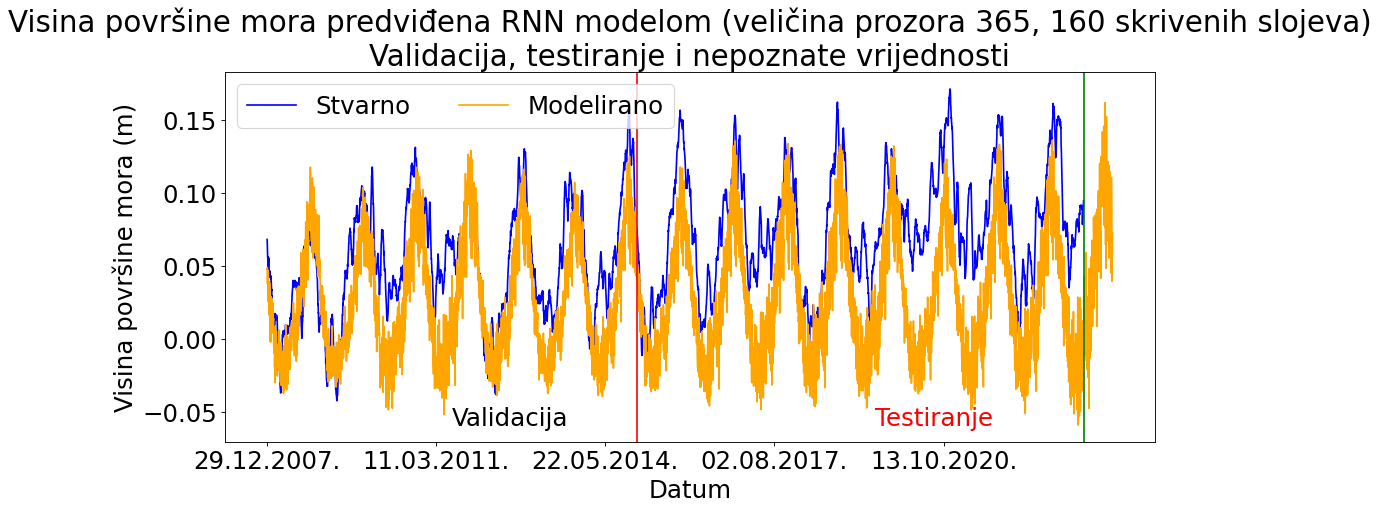 Visina površine mora predviđena RNN modelom (veličina prozora 365, 160 skrivenih slojeva)
Validacija, testiranje i nepoznate vrijednosti
Stvarno
Modelirano
Visina površine mora (m)
0.15
0.10
0.05
0.00
−0.05
Validacija
Testiranje
29.12.2007.
11.03.2011.
22.05.2014.
02.08.2017.
13.10.2020.
Datum